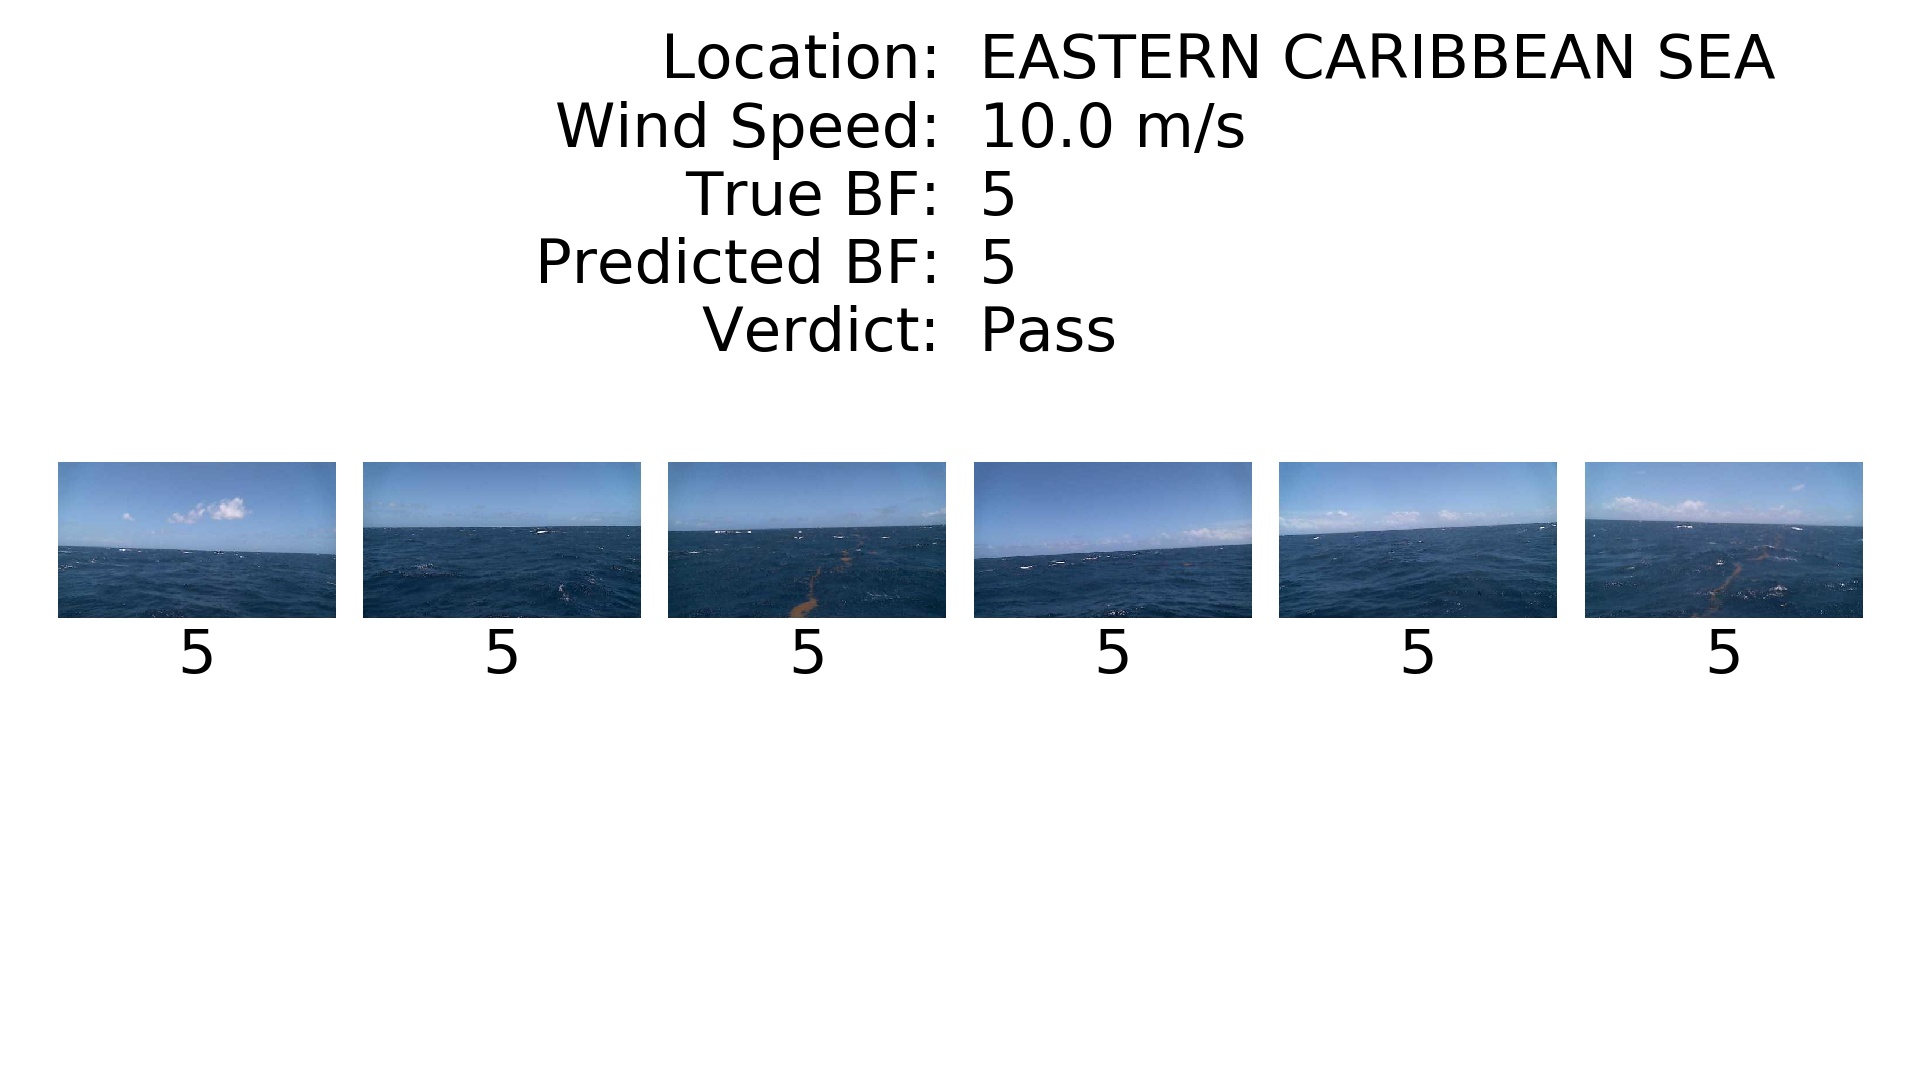 Location: EASTERN CARIBBEAN SEA
Wind Speed: 10.0 m/s
True BF: 5
Predicted BF: 5
Verdict: Pass
5 5 5 5 5 5